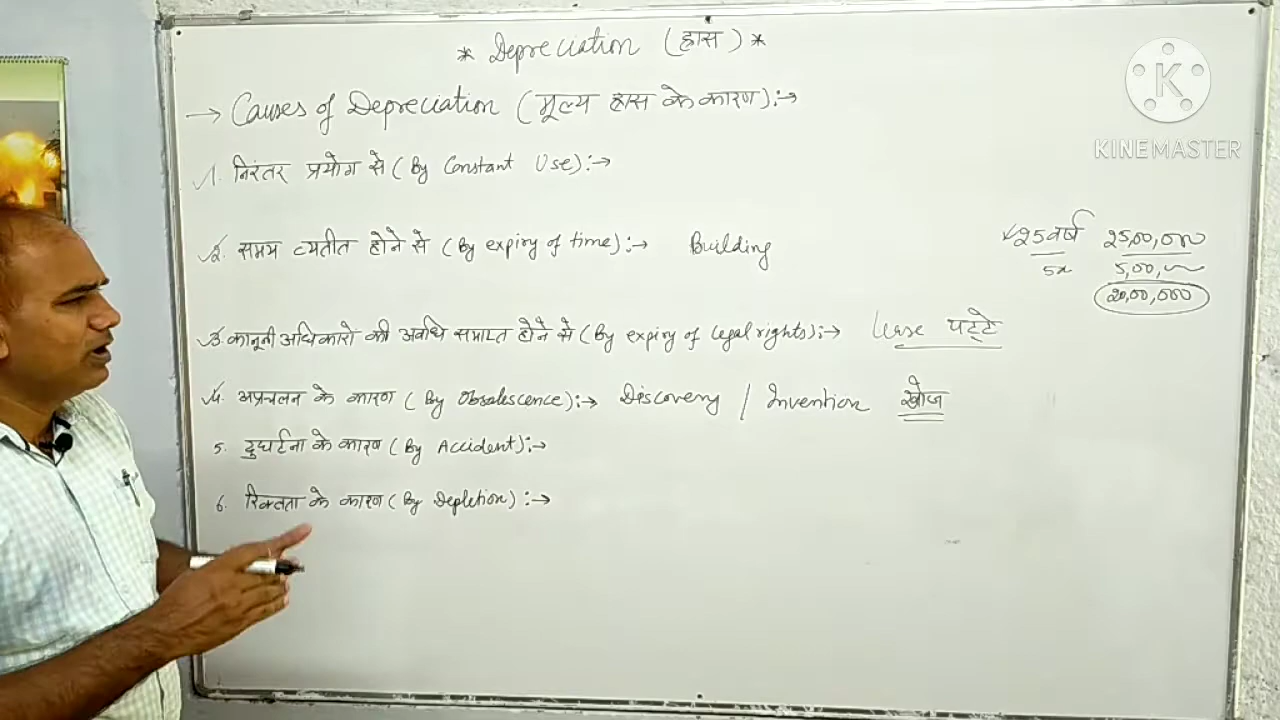 * Depreciation (ह्रास) *
→ Causes of Depreciation (मूल्य ह्रास के कारण):→
1. निरंतर प्रयोग से (By Constant Use):→
2. समय व्यतीत होने से (By expiry of time):→ Building
25 वर्ष 25,00,000
5,00,
20,00,000
3. कानूनी अधिकारो की अवधि समाप्त होने से (By expiry of legal rights):→ Lease पट्टे
4. अप्रचलन के कारण (By Obsolescence):→ Discovery / Invention खोज
5. दुघर्टना के कारण (By Accident):→
6. रिक्तता के कारण (By Depletion):→
K
KINEMASTER